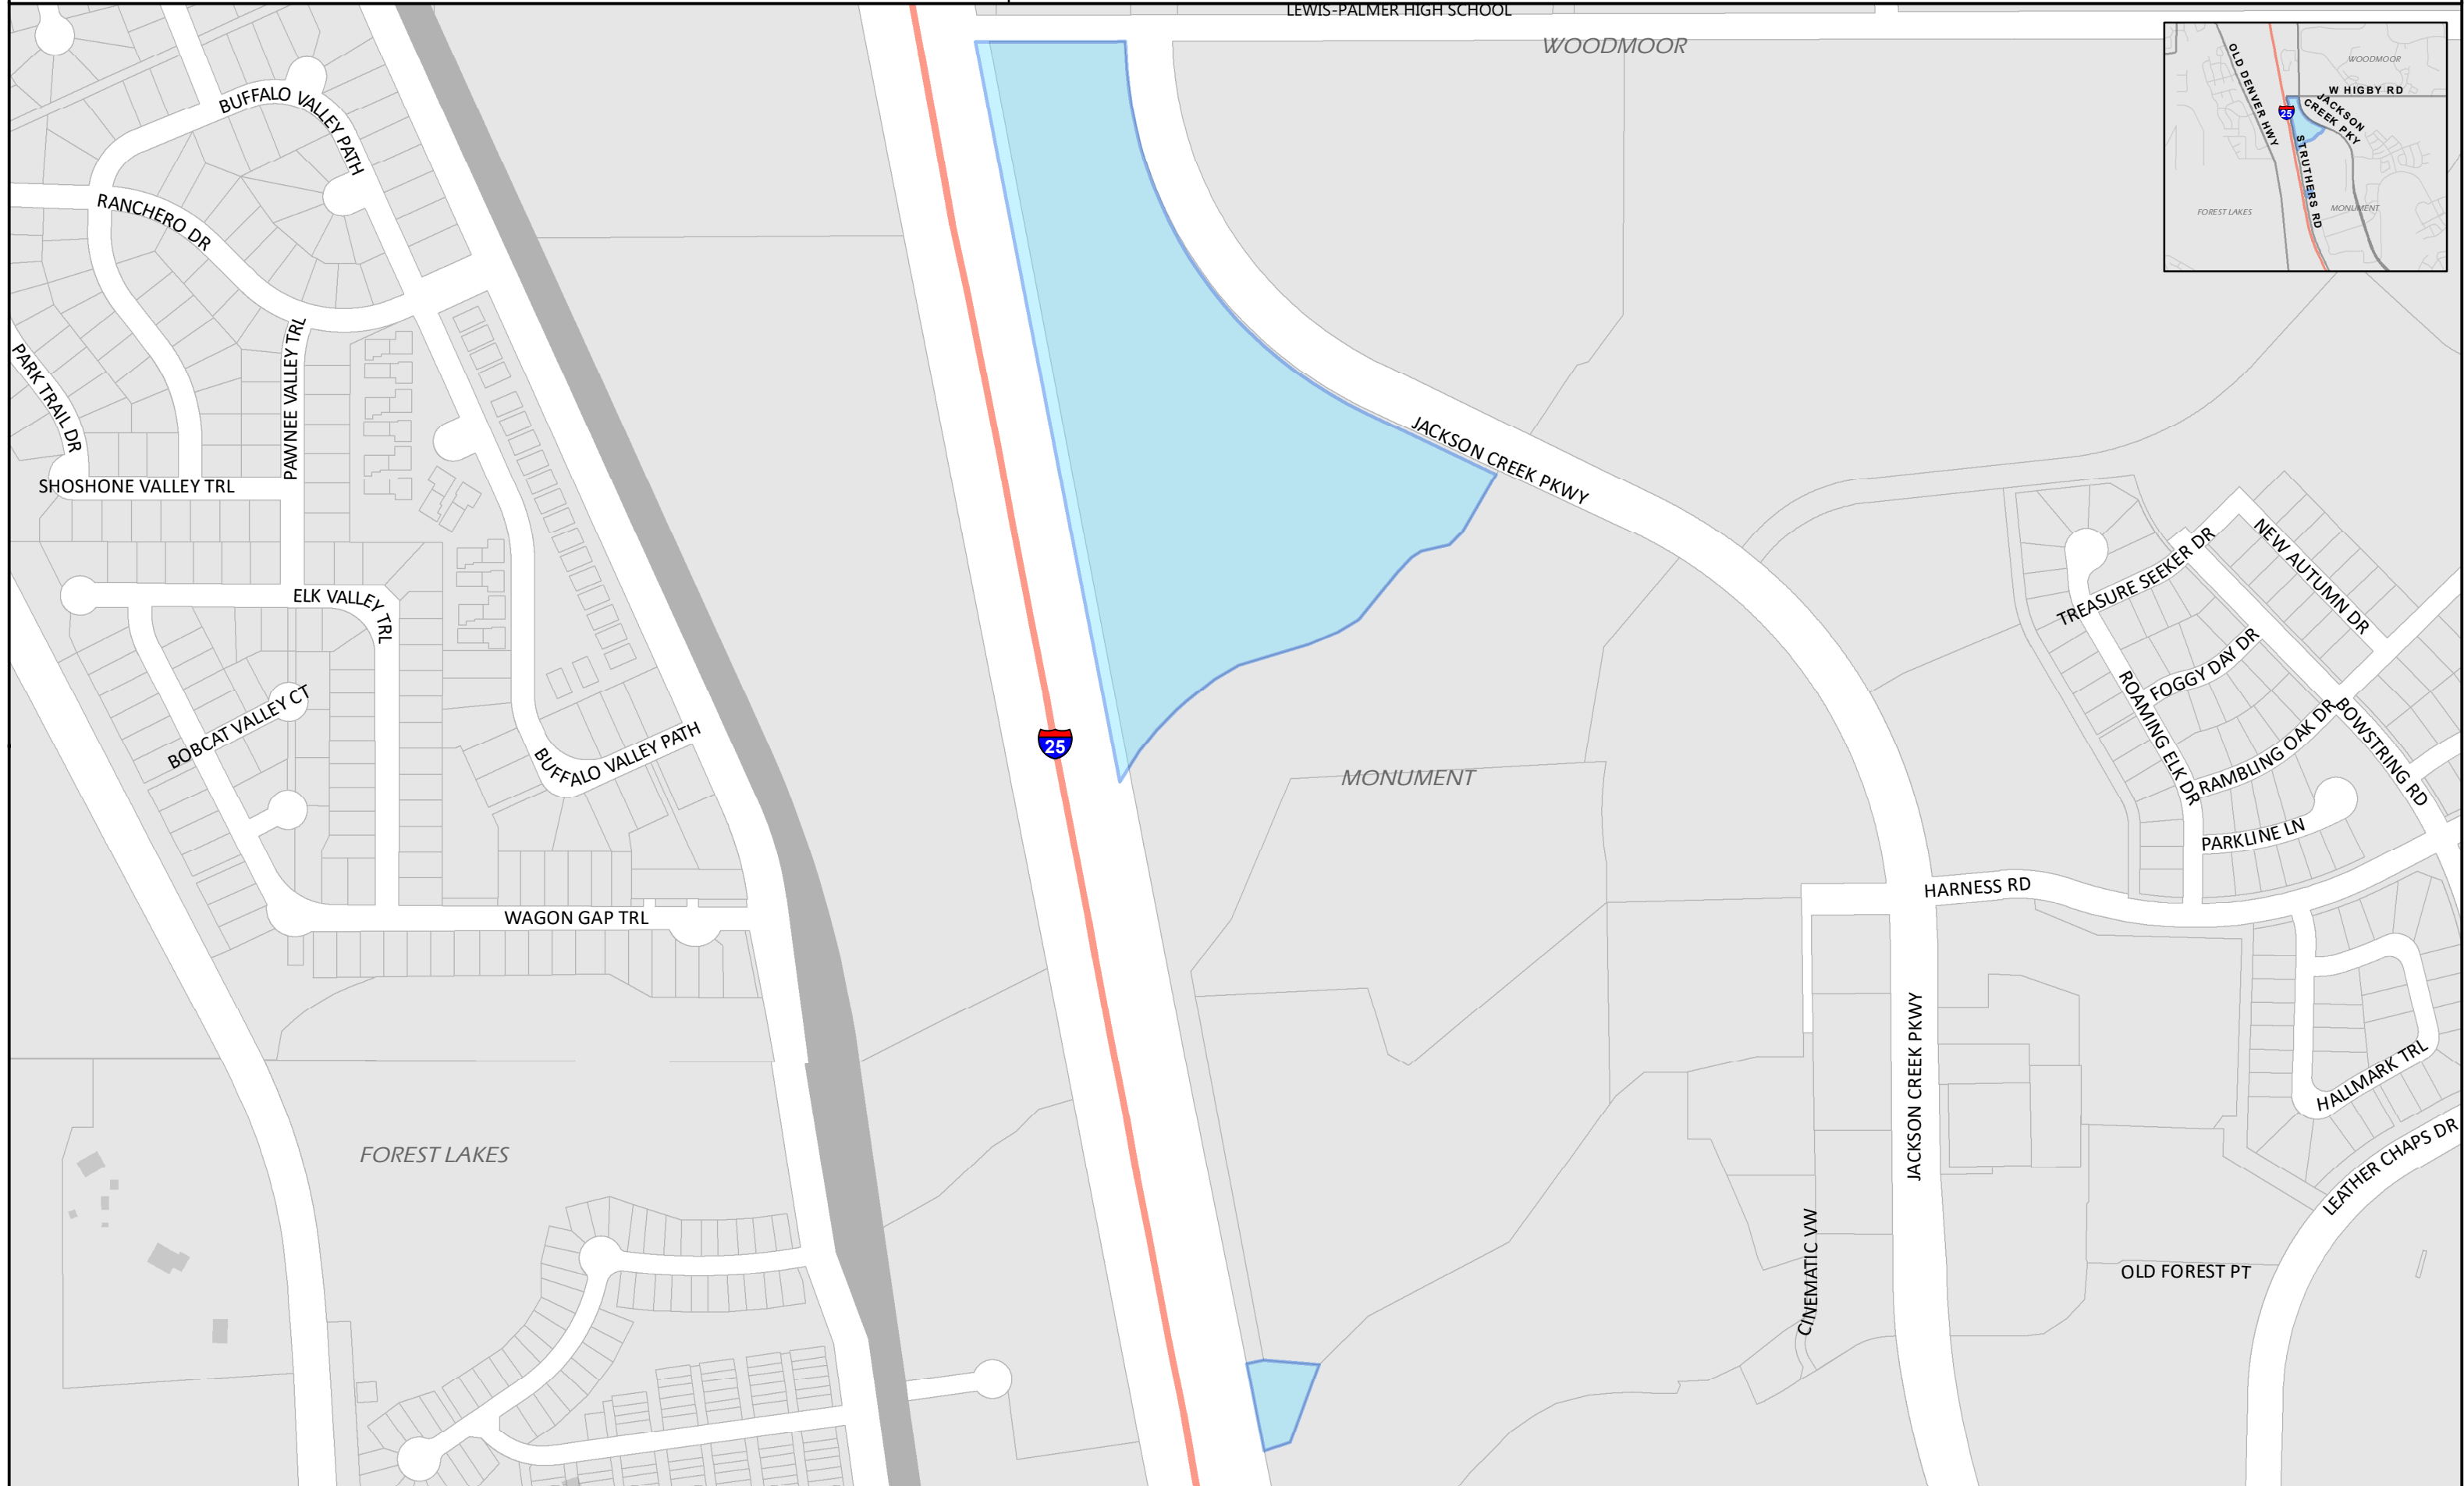 LEWIS-PALMER HIGH SCHOOL
WOODMOOR
BUFFALO VALLEY PATH
RANCHERO DR
PARK TRAIL DR
PAWNEE VALLEY TRL
SHOSHONE VALLEY TRL
ELK VALLEY TRL
BOBCAT VALLEY CT
BUFFALO VALLEY PATH
WAGON GAP TRL
FOREST LAKES
25
MONUMENT
JACKSON CREEK PKWY
JACKSON CREEK PKWY
CINEMATIC VW
HARNESS RD
TREASURE SEEKER DR
NEW AUTUMN DR
FOGGY DAY DR
ROAMING ELK DR
RAMBLING OAK DR
BOWSTRING RD
PARKLINE LN
HALLMARK TRL
LEATHER CHAPS DR
OLD FOREST PT
OLD DENVER HWY
WOODMOOR
W HIGBY RD
JACKSON
CREEK PKY
25
STRUTHERS RD
FOREST LAKES
MONUMENT